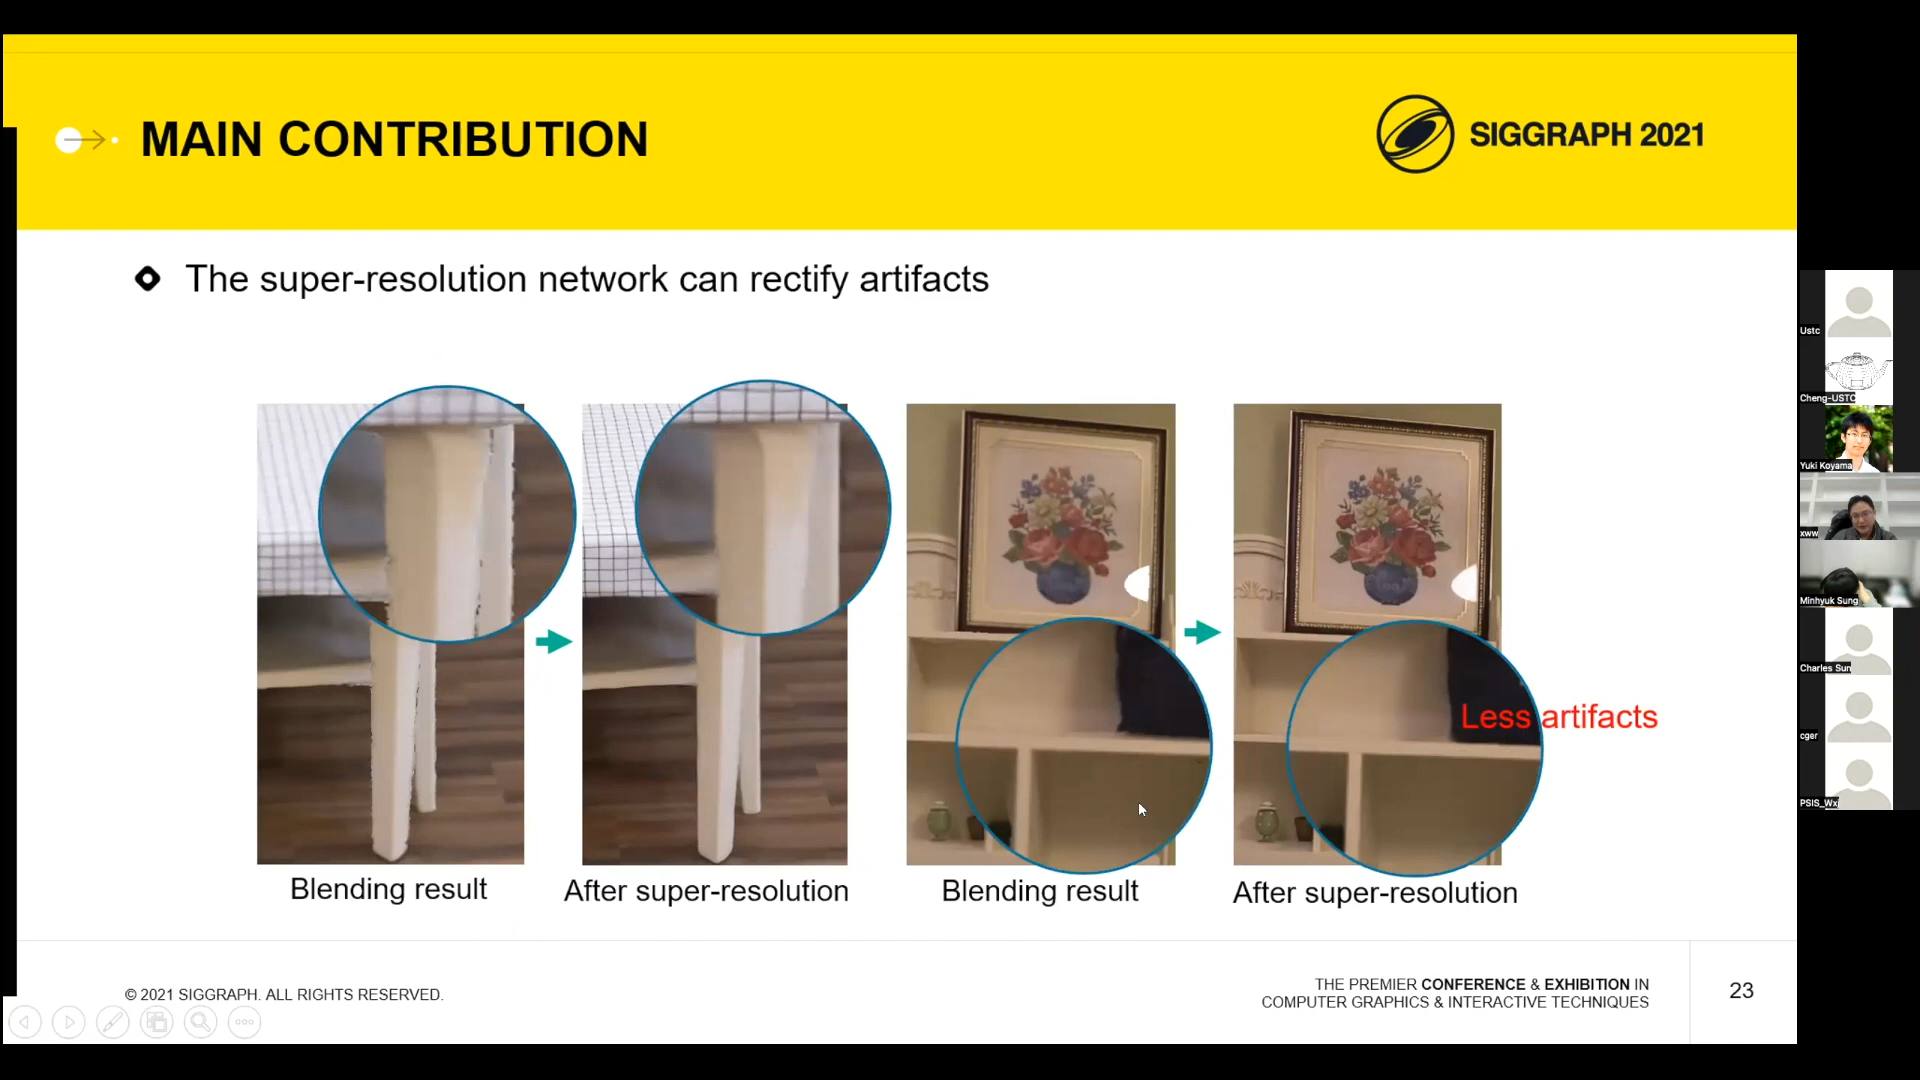 MAIN CONTRIBUTION
SIGGRAPH 2021
The super-resolution network can rectify artifacts
Less artifacts
Blending result
After super-resolution
Blending result
After super-resolution
© 2021 SIGGRAPH. ALL RIGHTS RESERVED.
THE PREMIER CONFERENCE & EXHIBITION IN
COMPUTER GRAPHICS & INTERACTIVE TECHNIQUES
23
Ustc
Cheng-USTC
Yuki Koyama
xww
Minhyuk Sung
Charles Sun
cger
PSIS_Wxj